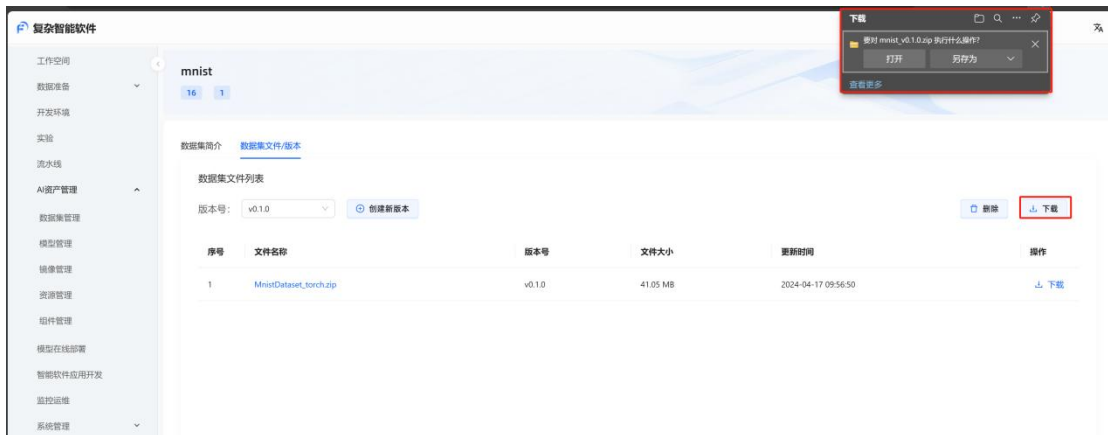 复杂智能软件
下载
要对 mnist_v0.1.0.zip 执行什么操作?
打开 另存为
查看更多
工作空间
数据准备
开发环境
实验
流水线
AI资产管理
数据集管理
模型管理
镜像管理
资源管理
组件管理
模型在线部署
智能软件应用开发
监控运维
系统管理
mnist
16 1
数据集简介 数据集文件/版本
数据集文件列表
版本号: v0.1.0 创建新版本 删除 下载
序号 文件名称 版本号 文件大小 更新时间 操作
1 MnistDataset_torch.zip v0.1.0 41.05 MB 2024-04-17 09:56:50 下载